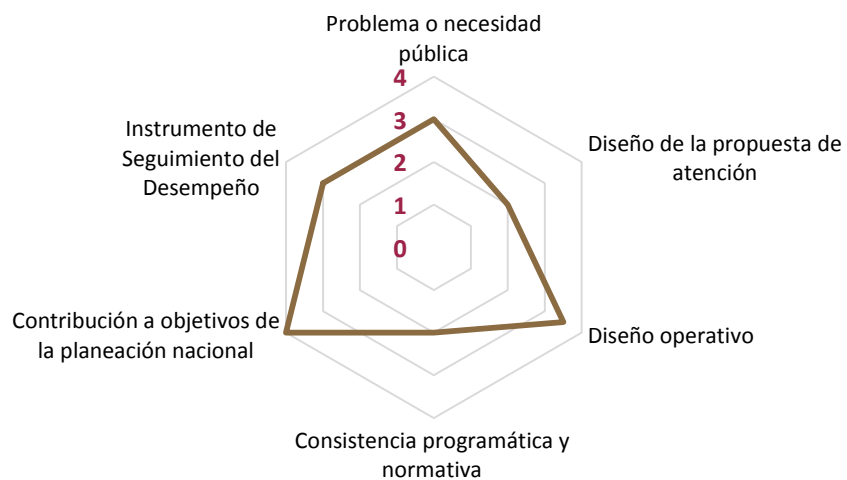 Problema o necesidad
pública
4
3
2
1
0
Instrumento de
Seguimiento del
Desempeño
Diseño de la propuesta de
atención
Contribución a objetivos de
la planeación nacional
Diseño operativo
Consistencia programática y
normativa